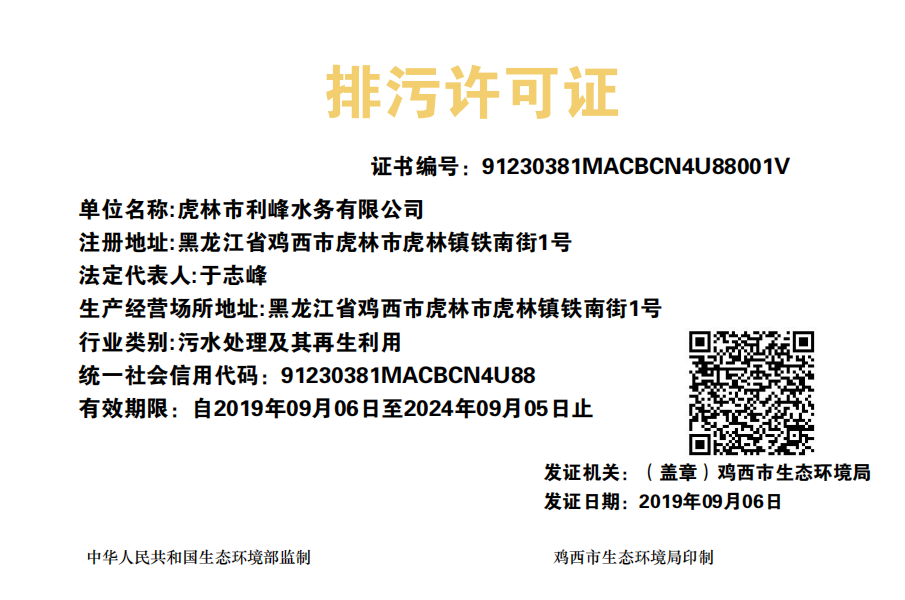 排污许可证
证书编号：91230381MACBCN4U88001V
单位名称:虎林市利峰水务有限公司
注册地址:黑龙江省鸡西市虎林市虎林镇铁南街1号
法定代表人:于志峰
生产经营场所地址:黑龙江省鸡西市虎林市虎林镇铁南街1号
行业类别:污水处理及其再生利用
统一社会信用代码：91230381MACBCN4U88
有效期限：自2019年09月06日至2024年09月05日止
发证机关：（盖章）鸡西市生态环境局
发证日期：2019年09月06日
中华人民共和国生态环境部监制
鸡西市生态环境局印制